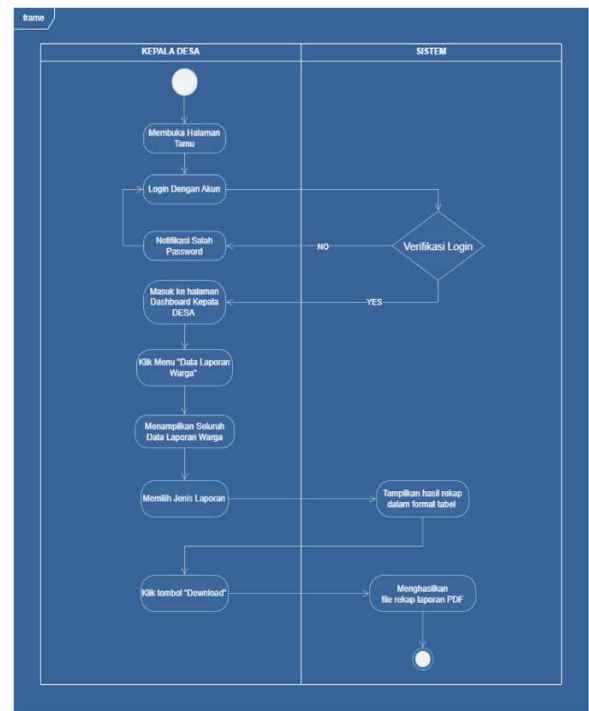 frame
KEPALA DESA
SISTEM
Membuka Halaman
Tamu
Login Dengan Akun
Verifikasi Login
NO
Notifikasi Salah
Password
YES
Masuk ke halaman
Dashboard Kepala
DESA
Klik Menu "Data Laporan
Warga"
Menampilkan Seluruh
Data Laporan Warga
Memilih Jenis Laporan
Tampilkan hasil rekap
dalam format tabel
Klik tombol "Download"
Menghasilkan
file rekap laporan PDF